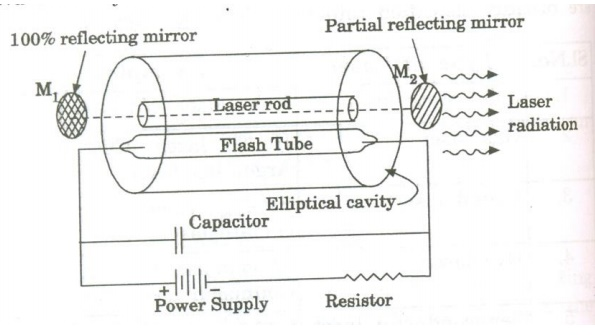 Partial reflecting mirror
100% reflecting mirror
M1
M2
Laser rod
Laser
radiation
Flash Tube
Elliptical cavity
Capacitor
+
-
Power Supply
Resistor